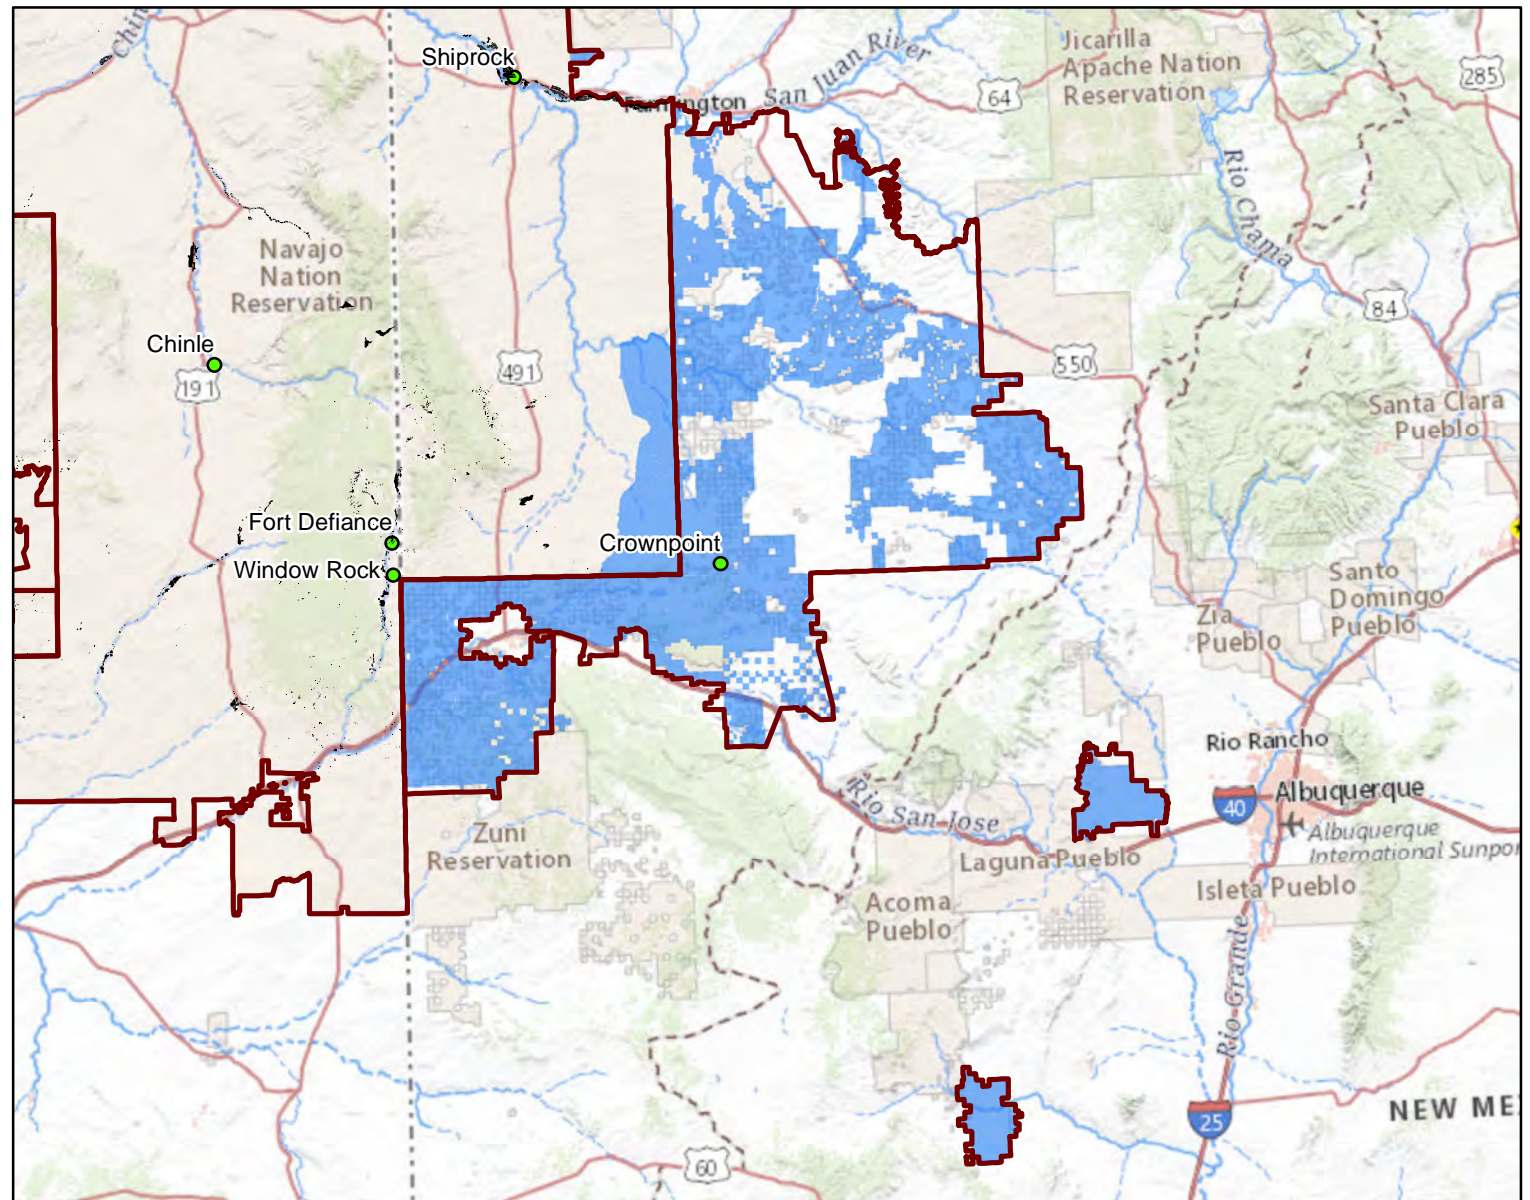 Chin
Shiprock
Farmington
San Juan River
Jicarilla
Apache Nation
Reservation
64
285
Rio Chama
Navajo
Nation
Reservation
84
Chinle
191
491
550
Santa Clara
Pueblo
Fort Defiance
Window Rock
Crownpoint
Santo
Domingo
Pueblo
Zia
Pueblo
Rio Rancho
Albuquerque
40
Albuquerque
International Sunpor
Rio San Jose
Zuni
Reservation
Laguna Pueblo
Isleta Pueblo
Acoma
Pueblo
Rio Grande
25
NEW ME
60